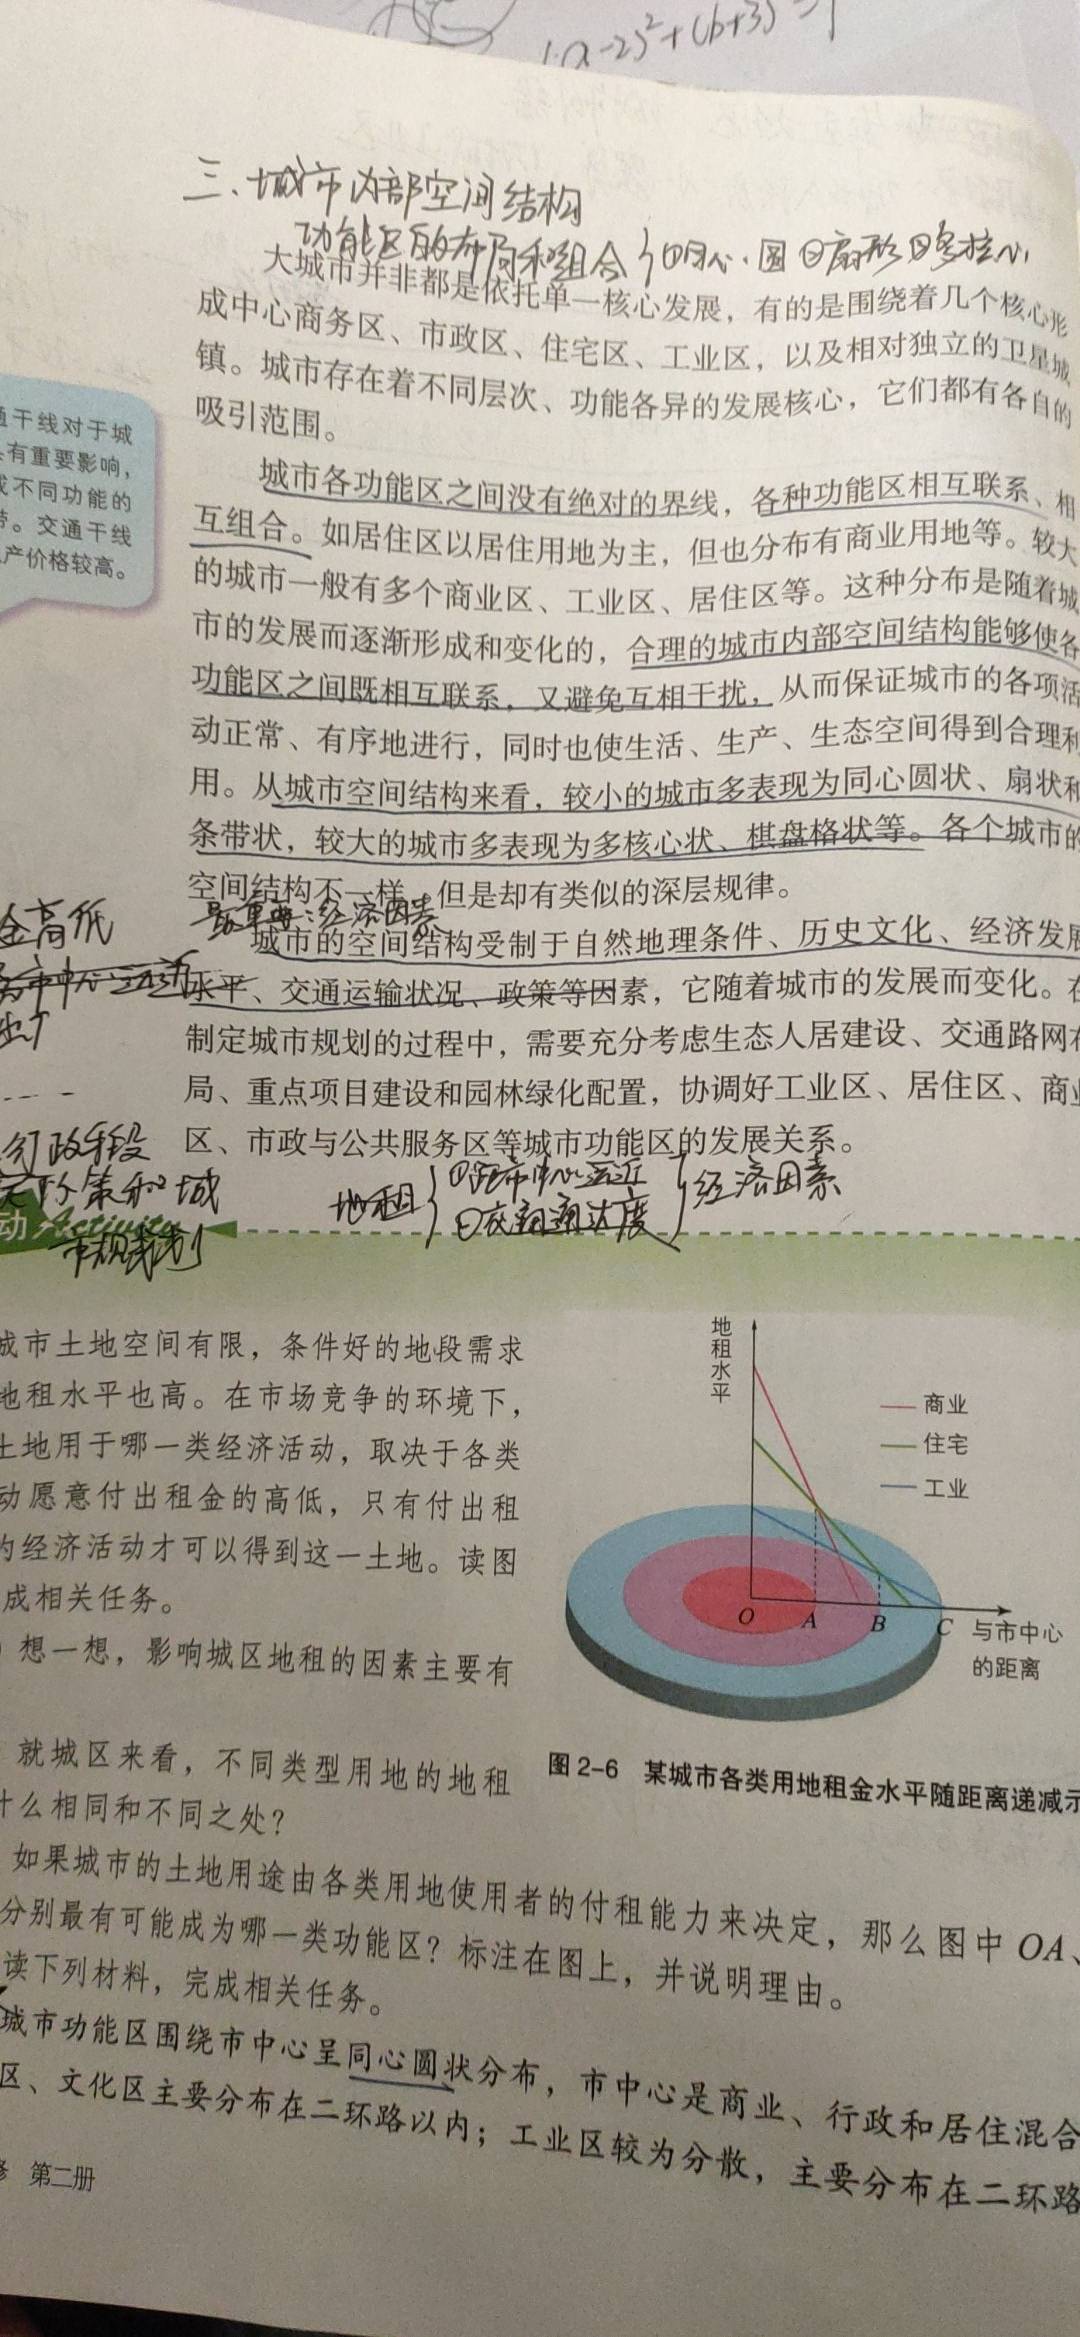 (a-2)²+(b+3)²=1
三、城市内部空间结构
功能区的布局和组合{①同心圆 ②扇形 ③多核心
大城市并非都是依托单一核心发展，有的是围绕着几个核心形
成中心商务区、市政区、住宅区、工业区，以及相对独立的卫星城
镇。城市存在着不同层次、功能各异的发展核心，它们都有各自的
吸引范围。
通干线对于城
有重要影响，
或不同功能的
带。交通干线
产价格较高。
城市各功能区之间没有绝对的界线，各种功能区相互联系、相
互组合。如居住区以居住用地为主，但也分布有商业用地等。较大
的城市一般有多个商业区、工业区、居住区等。这种分布是随着城
市的发展而逐渐形成和变化的，合理的城市内部空间结构能够使各
功能区之间既相互联系，又避免互相干扰，从而保证城市的各项活
动正常、有序地进行，同时也使生活、生产、生态空间得到合理利
用。从城市空间结构来看，较小的城市多表现为同心圆状、扇状和
条带状，较大的城市多表现为多核心状、棋盘格状等。各个城市的
空间结构不一样，但是却有类似的深层规律。
金高低
最重要：经济因素
城市的空间结构受制于自然地理条件、历史文化、经济发展
水平、交通运输状况、政策等因素，它随着城市的发展而变化。在
制定城市规划的过程中，需要充分考虑生态人居建设、交通路网布
局、重点项目建设和园林绿化配置，协调好工业区、居住区、商业
区、市政与公共服务区等城市功能区的发展关系。
行政手段
政策和城
市规划
地租{①距市中心远近 ②交通通达度}经济因素
动 Activity
城市土地空间有限，条件好的地段需求
地租水平也高。在市场竞争的环境下，
土地用于哪一类经济活动，取决于各类
动愿意付出租金的高低，只有付出租
的经济活动才可以得到这一土地。读图
成相关任务。
想一想，影响城区地租的因素主要有
就城区来看，不同类型用地的地租
什么相同和不同之处？
地租水平
商业
住宅
工业
O A B C 与市中心
的距离
图2-6 某城市各类用地租金水平随距离递减示
如果城市的土地用途由各类用地使用者的付租能力来决定，那么图中OA、
分别最有可能成为哪一类功能区？标注在图上，并说明理由。
读下列材料，完成相关任务。
城市功能区围绕市中心呈同心圆状分布，市中心是商业、行政和居住混合
区、文化区主要分布在二环路以内；工业区较为分散，主要分布在二环路
修 第二册